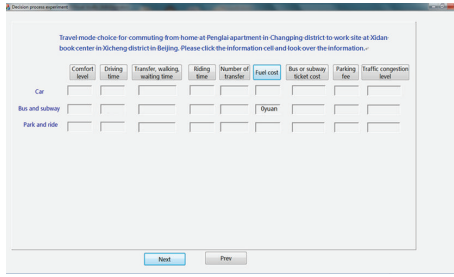 Decision process experiment
Travel mode choice for commuting from home at Penglai apartment in Changping district to work site at Xidan
book center in Xicheng district in Beijing. Please click the information cell and look over the information.↵
Comfort level Driving time Transfer, walking, waiting time Riding time Number of transfer Fuel cost Bus or subway ticket cost Parking fee Traffic congestion level
Car
Bus and subway 0yuan
Park and ride
Next Prev